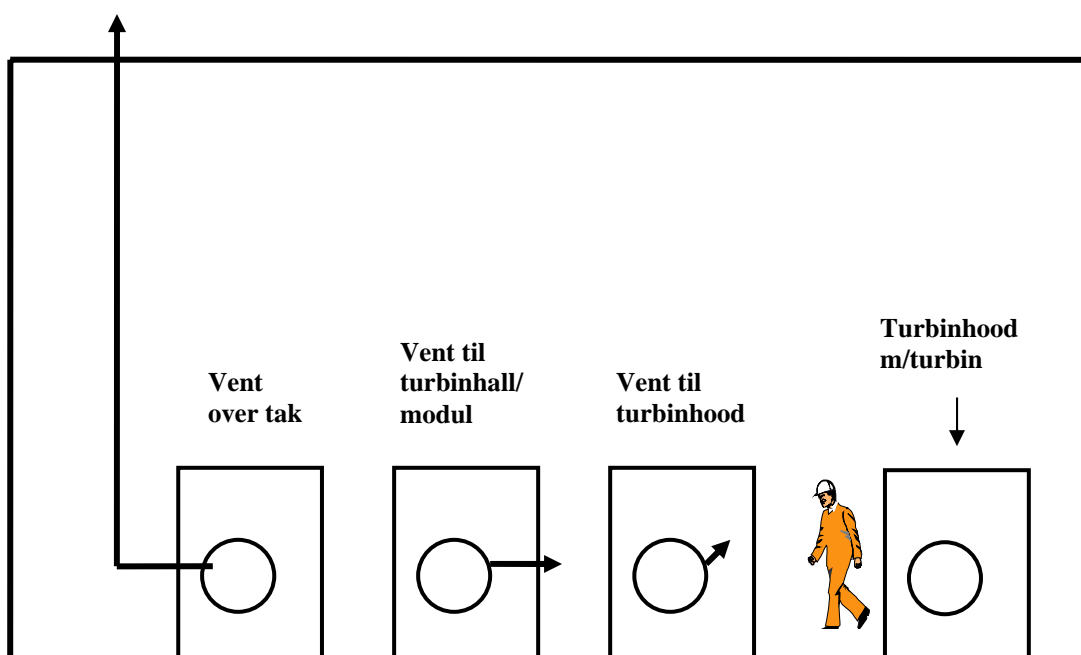 Vent
over tak
Vent til
turbinhall/
modul
Vent til
turbinhood
Turbinhood
m/turbin